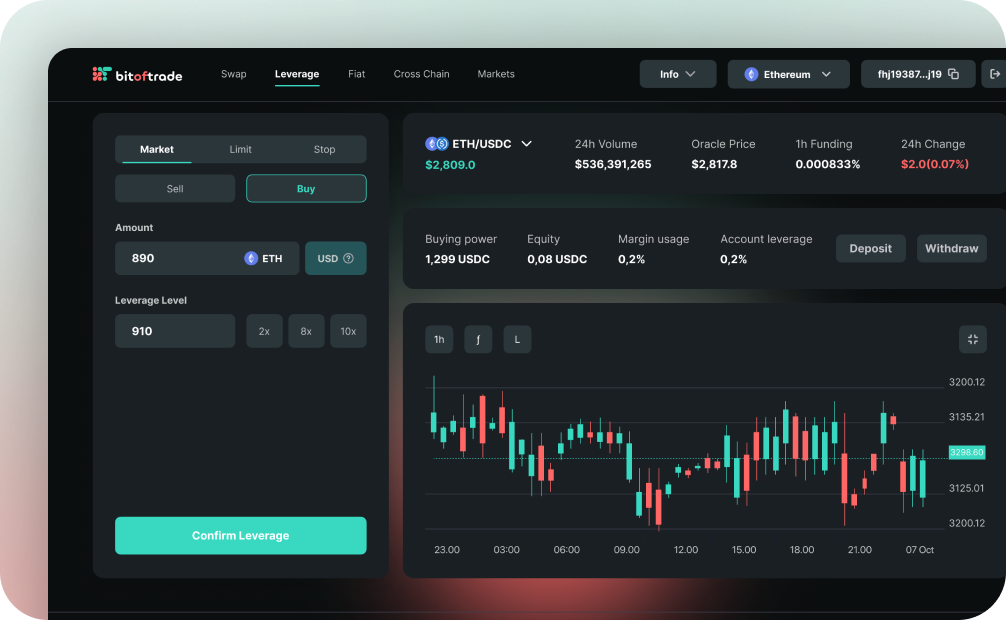 bitoftrade Swap Leverage Fiat Cross Chain Markets Info Ethereum fhj19387...j19
Market Limit Stop
Sell Buy
Amount
890 ETH USD
Leverage Level
910 2x 8x 10x
Confirm Leverage
ETH/USDC 24h Volume Oracle Price 1h Funding 24h Change
$2,809.0 $536,391,265 $2,817.8 0.000833% $2.0(0.07%)
Buying power Equity Margin usage Account leverage
1,299 USDC 0,08 USDC 0,2% 0,2% Deposit Withdraw
1h ƒ L
3200.12
3135.21
3298.60
3125.01
3200.12
23.00 03:00 06:00 09.00 12.00 15.00 18.00 21.00 07 Oct